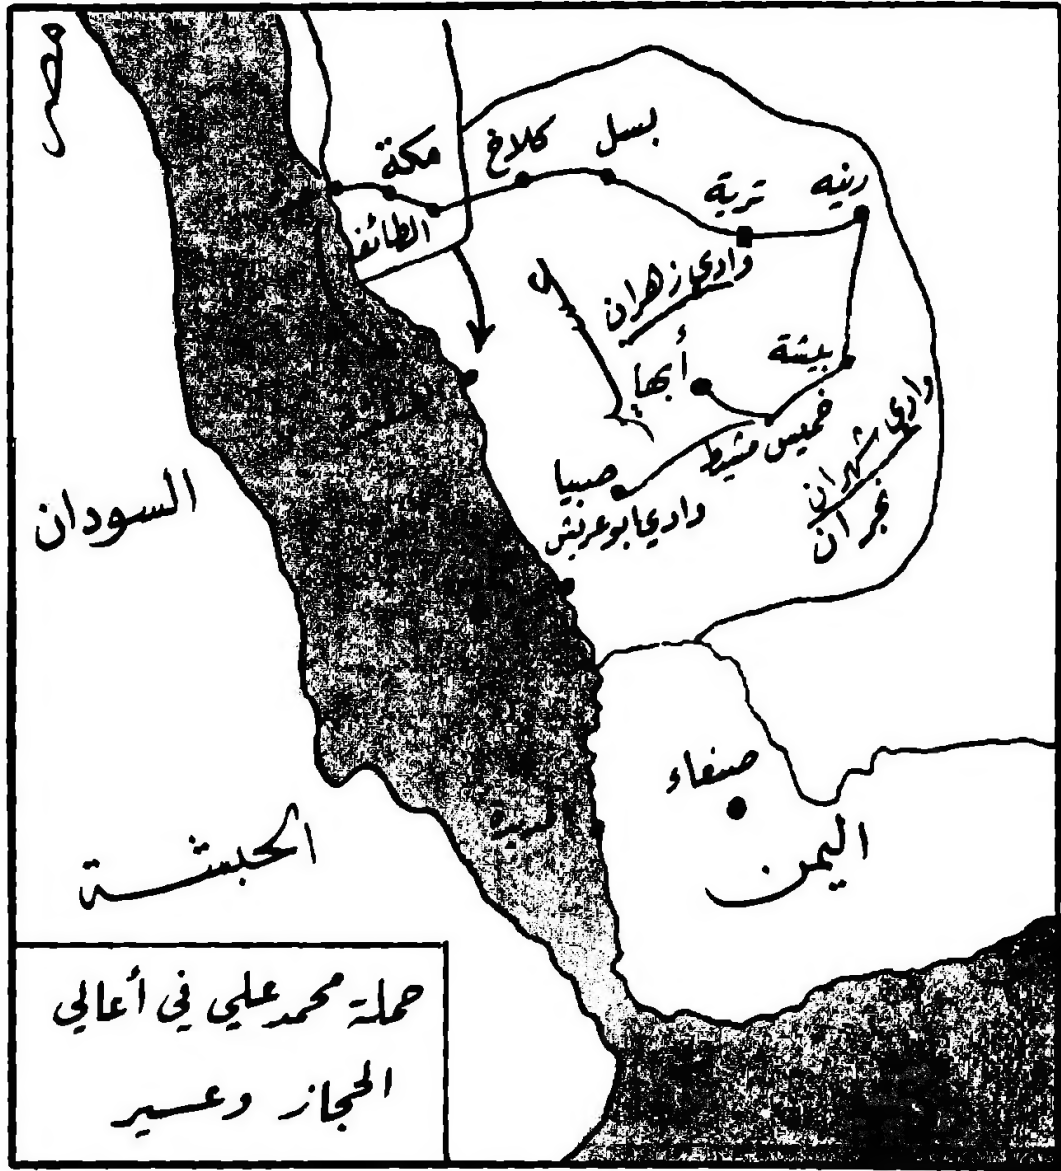 مصر
مكة
كلاخ
بسل
تربة
رنيه
الطائف
وادي زهران
أبها
بيشة
خميس مشيط
وادي شهران
نجران
صبيا
وادي ابو عريش
السودان
صنعاء
اليمن
الحبشة
حملة محمد علي في أعالي
الحجاز وعسير